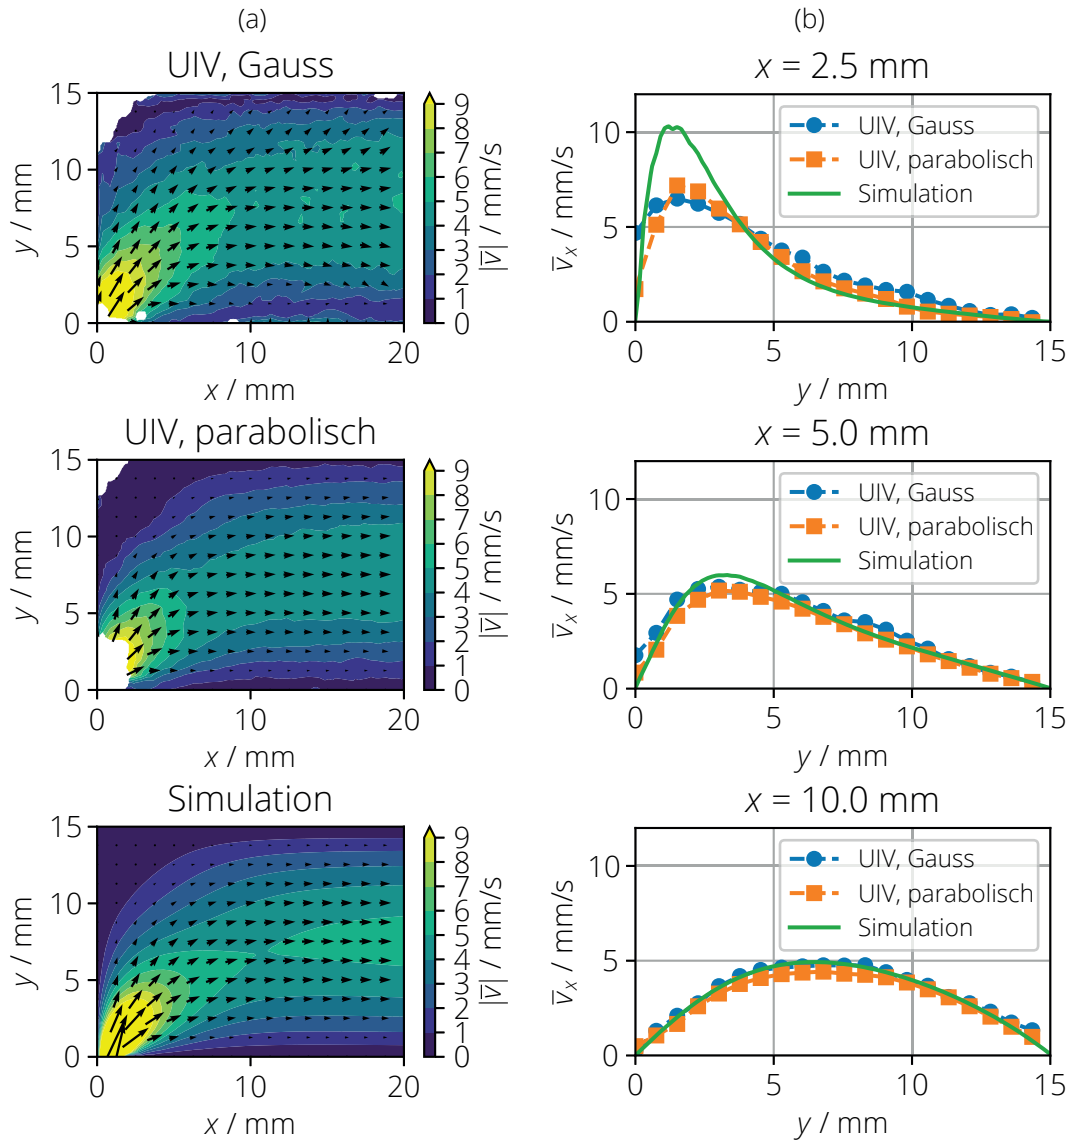 (a)
UIV, Gauss
15
10
5
0
y / mm
0
10
20
x / mm
9
8
7
6
5
4
3
2
1
0
|v̅| / mm/s
UIV, parabolisch
15
10
5
0
y / mm
0
10
20
x / mm
9
8
7
6
5
4
3
2
1
0
|v̅| / mm/s
Simulation
15
10
5
0
y / mm
0
10
20
x / mm
9
8
7
6
5
4
3
2
1
0
|v̅| / mm/s
(b)
x = 2.5 mm
10
5
0
v̅ₓ / mm/s
UIV, Gauss
UIV, parabolisch
Simulation
0
5
10
15
y / mm
x = 5.0 mm
10
5
0
v̅ₓ / mm/s
UIV, Gauss
UIV, parabolisch
Simulation
0
5
10
15
y / mm
x = 10.0 mm
10
5
0
v̅ₓ / mm/s
UIV, Gauss
UIV, parabolisch
Simulation
0
5
10
15
y / mm